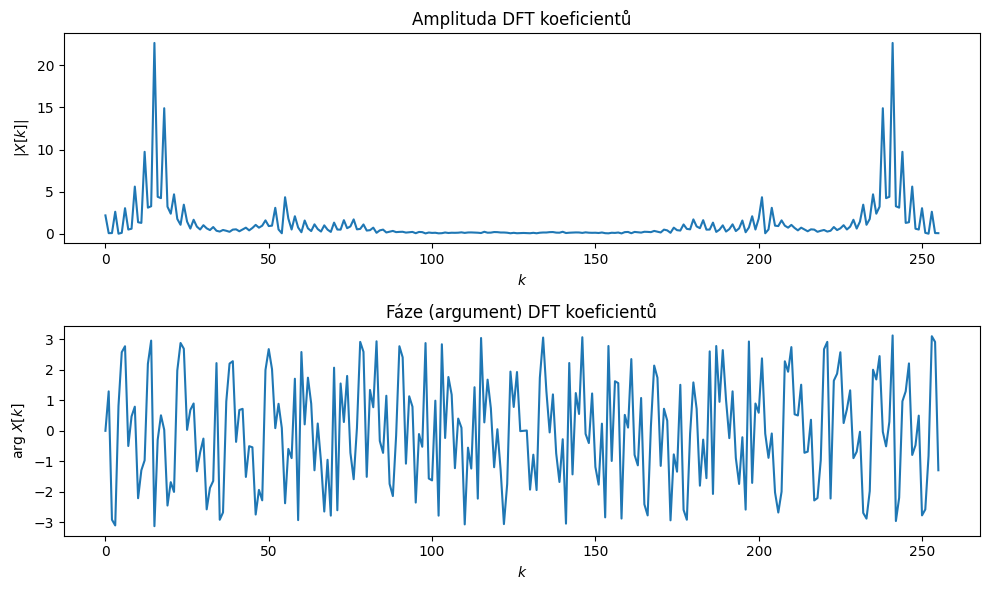 Amplituda DFT koeficientů
|X[k]|
20
15
10
5
0
0 50 100 150 200 250
k
Fáze (argument) DFT koeficientů
arg X[k]
3
2
1
0
−1
−2
−3
0 50 100 150 200 250
k